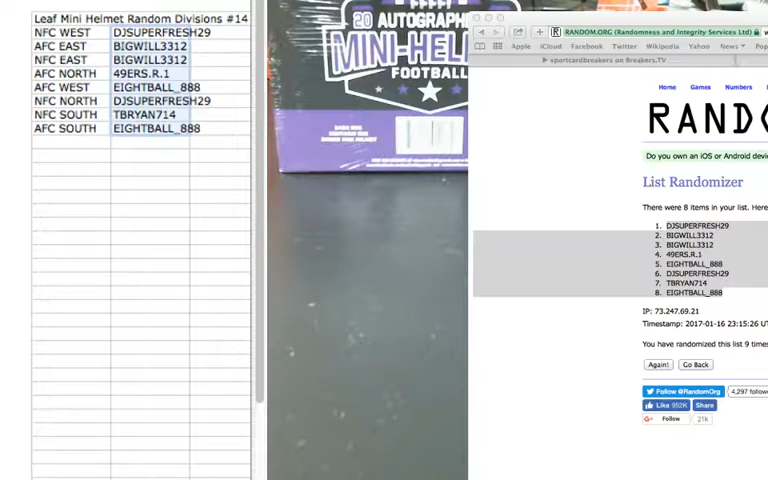 Leaf Mini Helmet Random Divisions #14
NFC WEST DJSUPERFRESH29
AFC EAST BIGWILL3312
NFC EAST BIGWILL3312
AFC NORTH 49ERS.R.1
AFC WEST EIGHTBALL_888
NFC NORTH DJSUPERFRESH29
NFC SOUTH TBRYAN714
AFC SOUTH EIGHTBALL_888
20 AUTOGRAPHE
MINI-HEL
FOOTBALL
RANDOM.ORG (Randomness and Integrity Services Ltd)
Apple iCloud Facebook Twitter Wikipedia Yahoo News Pop
sportcardbreakers on Breakers.TV
Home Games Numbers
RANDO
Do you own an iOS or Android devi
List Randomizer
There were 8 items in your list. Here
1. DJSUPERFRESH29
2. BIGWILL3312
3. BIGWILL3312
4. 49ERS.R.1
5. EIGHTBALL_888
6. DJSUPERFRESH29
7. TBRYAN714
8. EIGHTBALL_888
IP: 73.247.69.21
Timestamp: 2017-01-16 23:15:26 UT
You have randomized this list 9 times
Again! Go Back
Follow @RandomOrg 4,297 follow
Like 952K Share
G+ Follow 21k